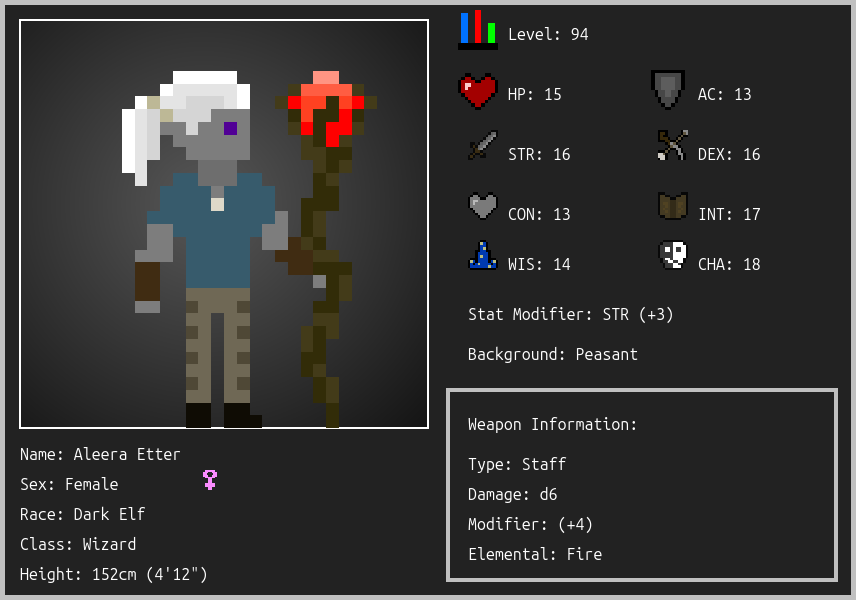 Level: 94
HP: 15
AC: 13
STR: 16
DEX: 16
CON: 13
INT: 17
WIS: 14
CHA: 18
Stat Modifier: STR (+3)
Background: Peasant
Weapon Information:
Type: Staff
Damage: d6
Modifier: (+4)
Elemental: Fire
Name: Aleera Etter
Sex: Female
Race: Dark Elf
Class: Wizard
Height: 152cm (4'12")